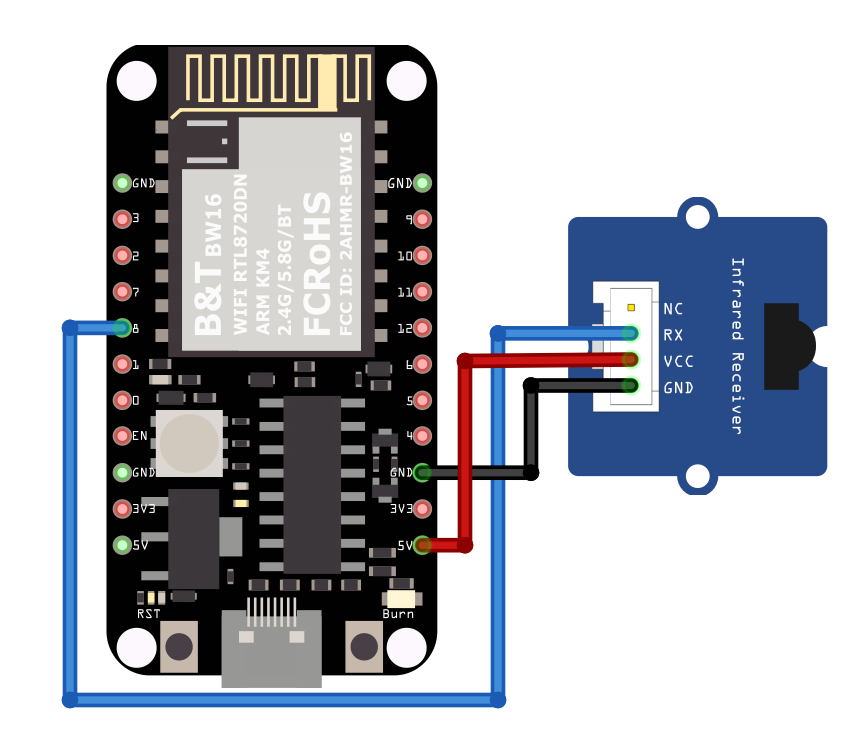 GND
3
2
7
8
1
0
EN
GND
3V3
5V
RST
B&T BW16
WIFI RTL8720DN
ARM KM4
2.4G/5.8G/BT
FCRoHS
FCC ID: 2AHMR-BW16
GND
9
10
11
12
6
5
4
GND
3V3
5V
Burn
NC
RX
VCC
GND
Infrared Receiver